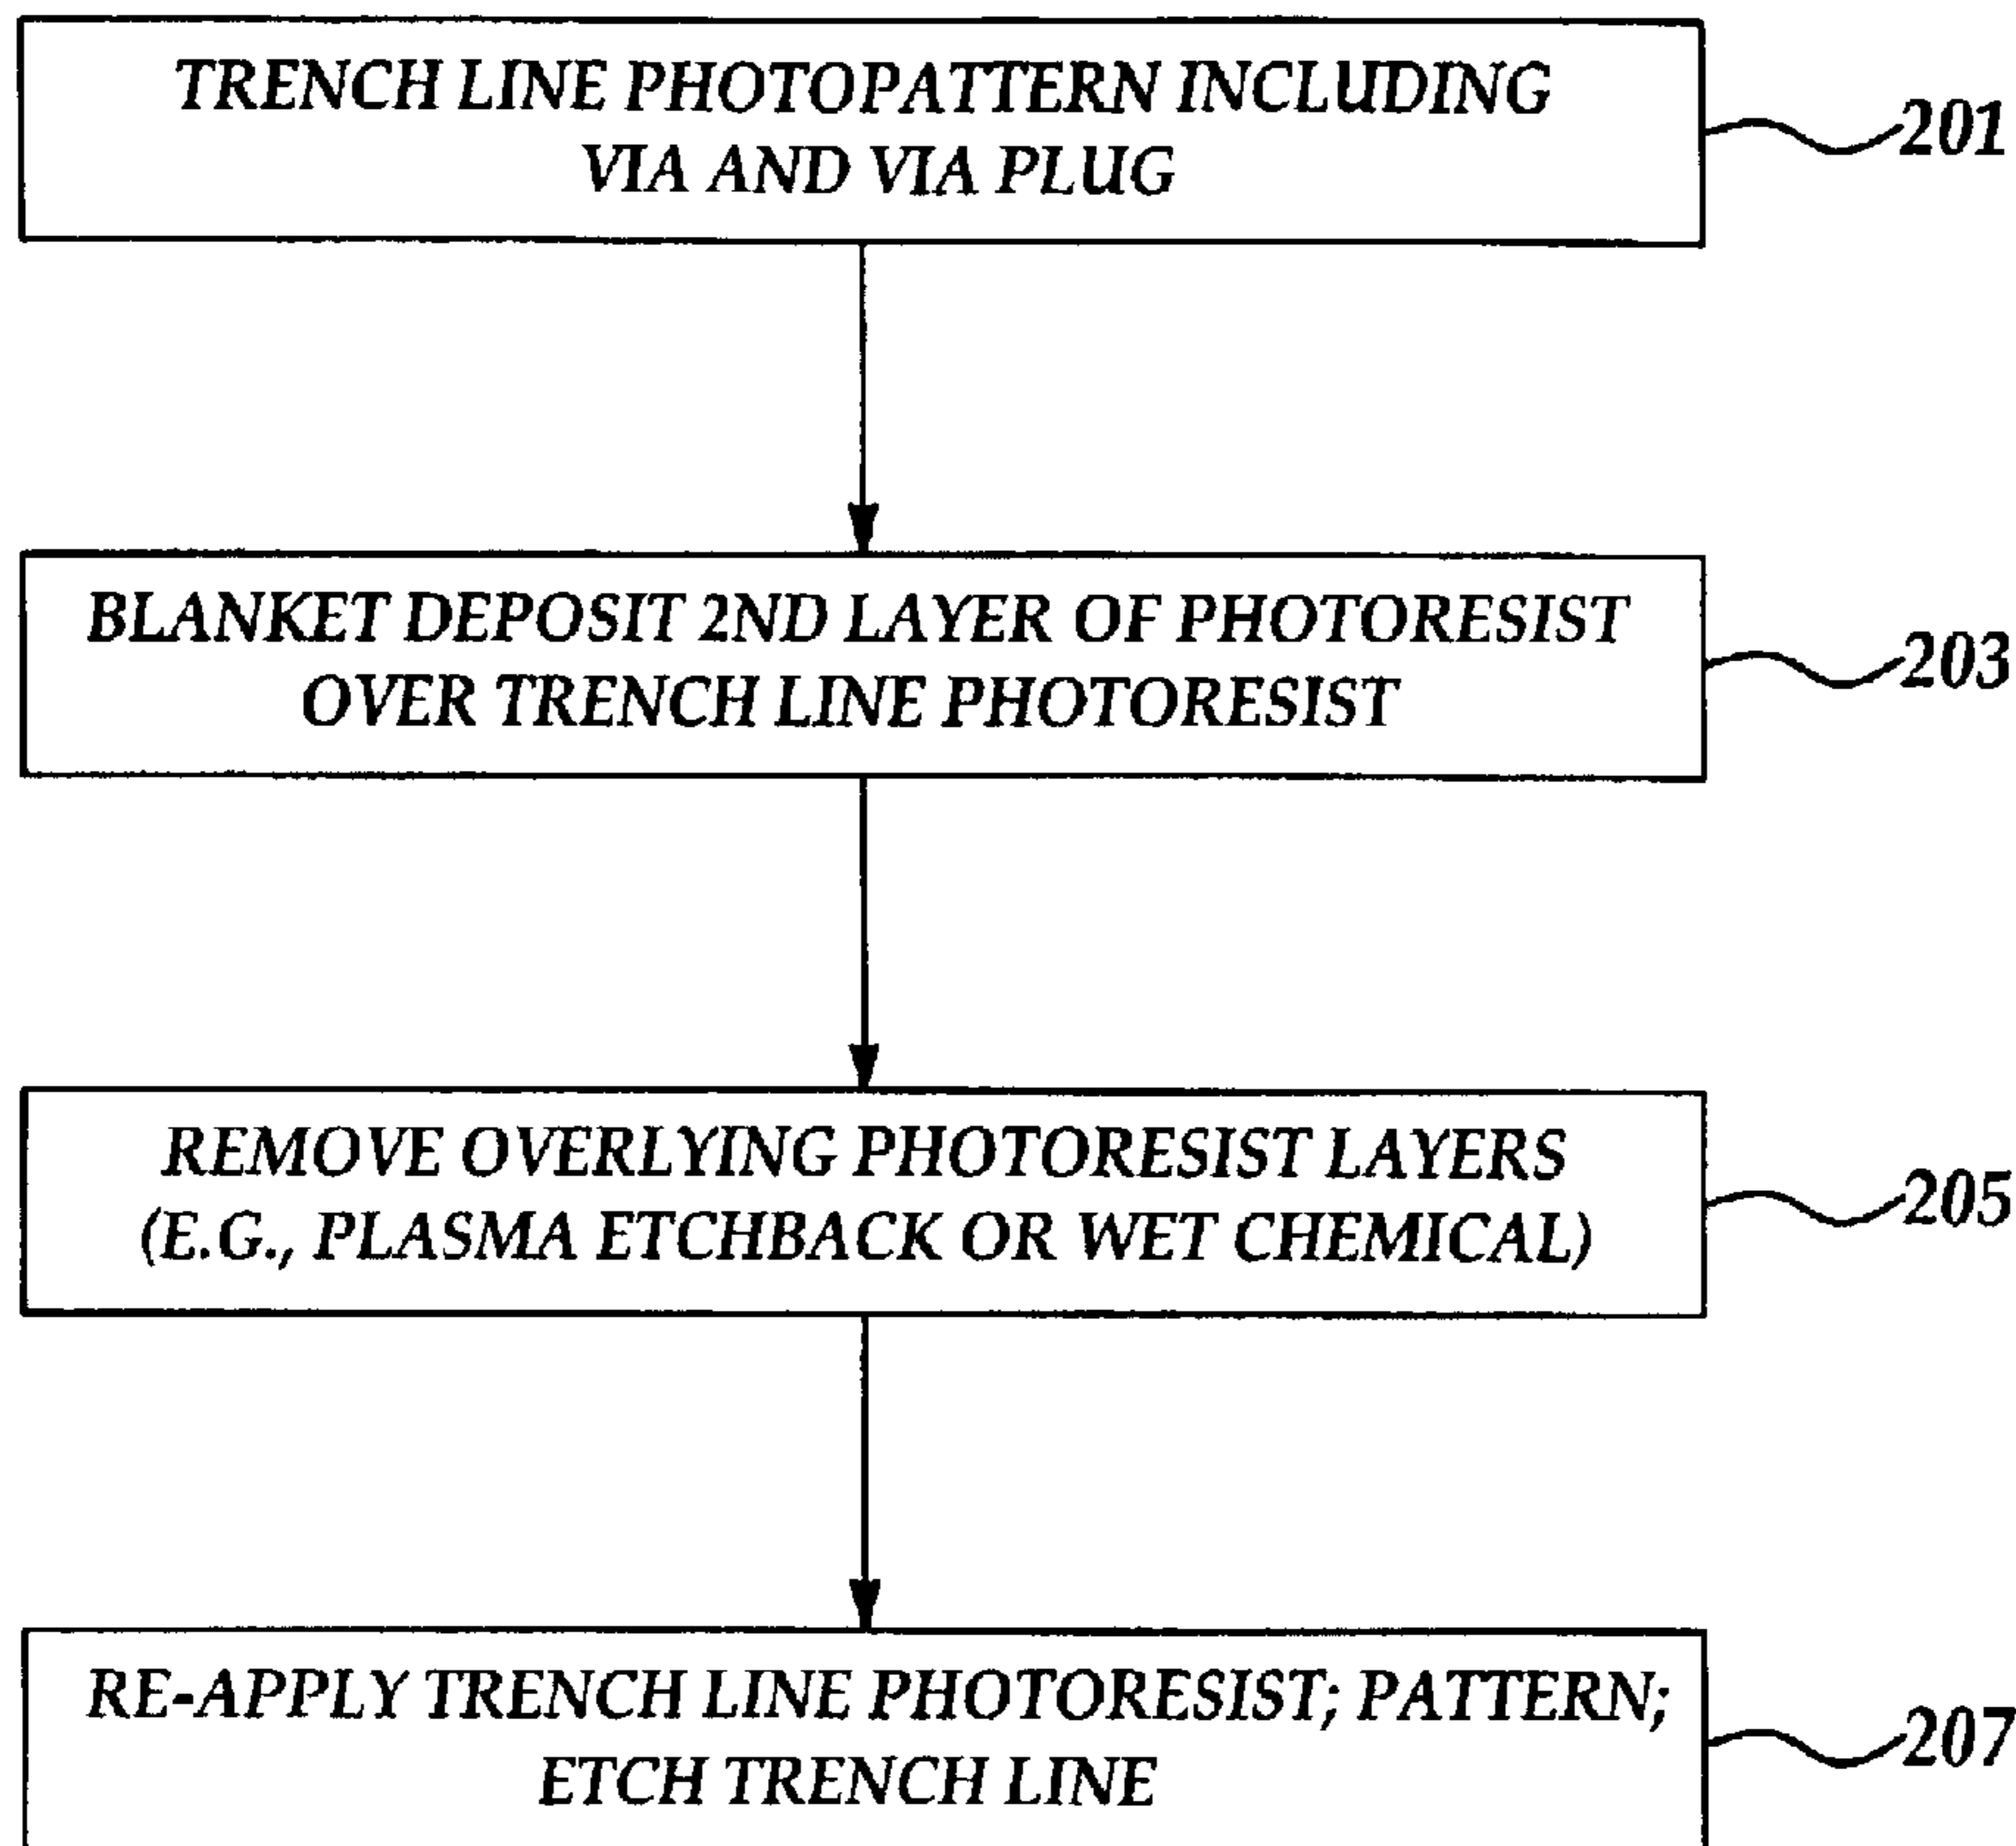 TRENCH LINE PHOTOPATTERN INCLUDING
VIA AND VIA PLUG
201
BLANKET DEPOSIT 2ND LAYER OF PHOTORESIST
OVER TRENCH LINE PHOTORESIST
203
REMOVE OVERLYING PHOTORESIST LAYERS
(E.G., PLASMA ETCHBACK OR WET CHEMICAL)
205
RE-APPLY TRENCH LINE PHOTORESIST; PATTERN;
ETCH TRENCH LINE
207